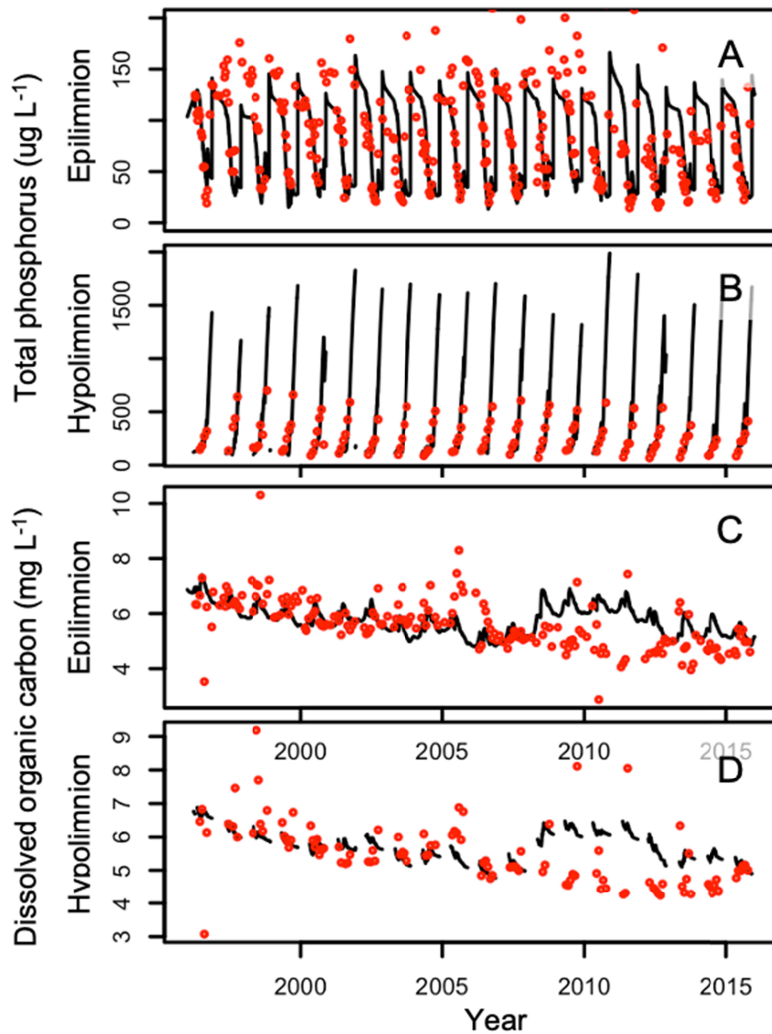 Total phosphorus (ug L⁻¹)
Epilimnion
0 50 150
A
Hypolimnion
0 500 1500
B
Dissolved organic carbon (mg L⁻¹)
Epilimnion
4 6 8 10
C
2000 2005 2010 2015
Hypolimnion
3 4 5 6 7 8 9
D
2000 2005 2010 2015
Year